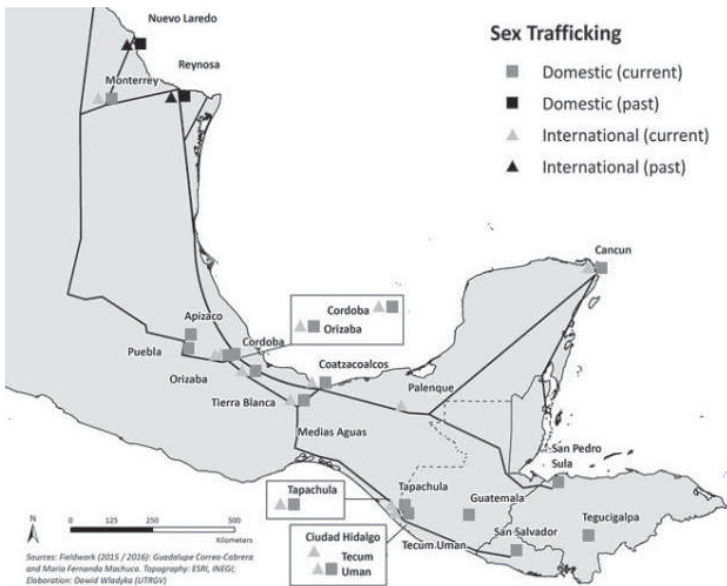 Nuevo Laredo
Reynosa
Monterrey
Sex Trafficking
Domestic (current)
Domestic (past)
International (current)
International (past)
Cancun
Cordoba
Orizaba
Apizaco
Cordoba
Puebla
Coatzacoalcos
Orizaba
Palenque
Tierra Blanca
Medias Aguas
San Pedro
Sula
Tapachula
Tapachula
Guatemala
Tegucigalpa
Ciudad Hidalgo
Tecum
Uman
Tecum Uman
San Salvador
N
0 125 250 500
Kilometers
Sources: Fieldwork (2015 / 2016): Guadalupe Correa-Cabrera
and Maria Fernanda Machuca. Topography: ESRI, INEGI;
Elaboration: Dawid Wladyka (UTRGV)